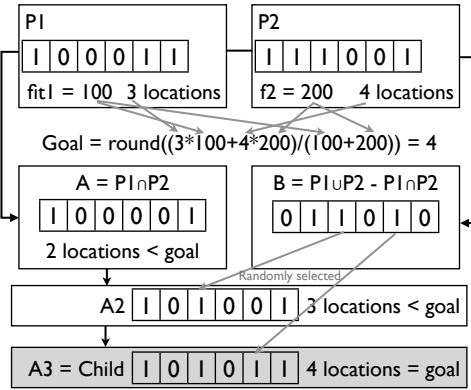 P1
1 0 0 0 1 1
fit1 = 100 3 locations
P2
1 1 1 0 0 1
f2 = 200 4 locations
Goal = round((3*100+4*200)/(100+200)) = 4
A = P1∩P2
1 0 0 0 0 1
2 locations < goal
B = P1∪P2 - P1∩P2
0 1 1 0 1 0
Randomly selected
A2 1 0 1 0 0 1 3 locations < goal
A3 = Child 1 0 1 0 1 1 4 locations = goal